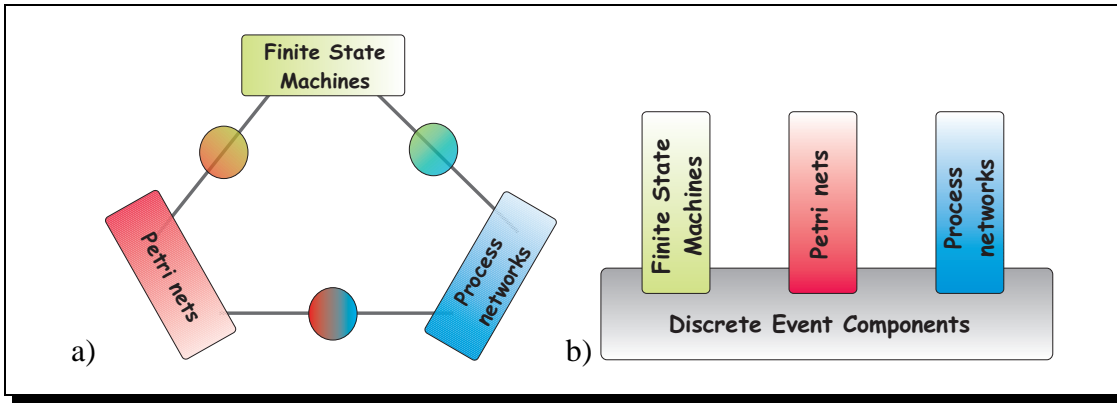 Finite State
Machines
Petri nets
Process
networks
a)
Finite State
Machines
Petri nets
Process
networks
Discrete Event Components
b)